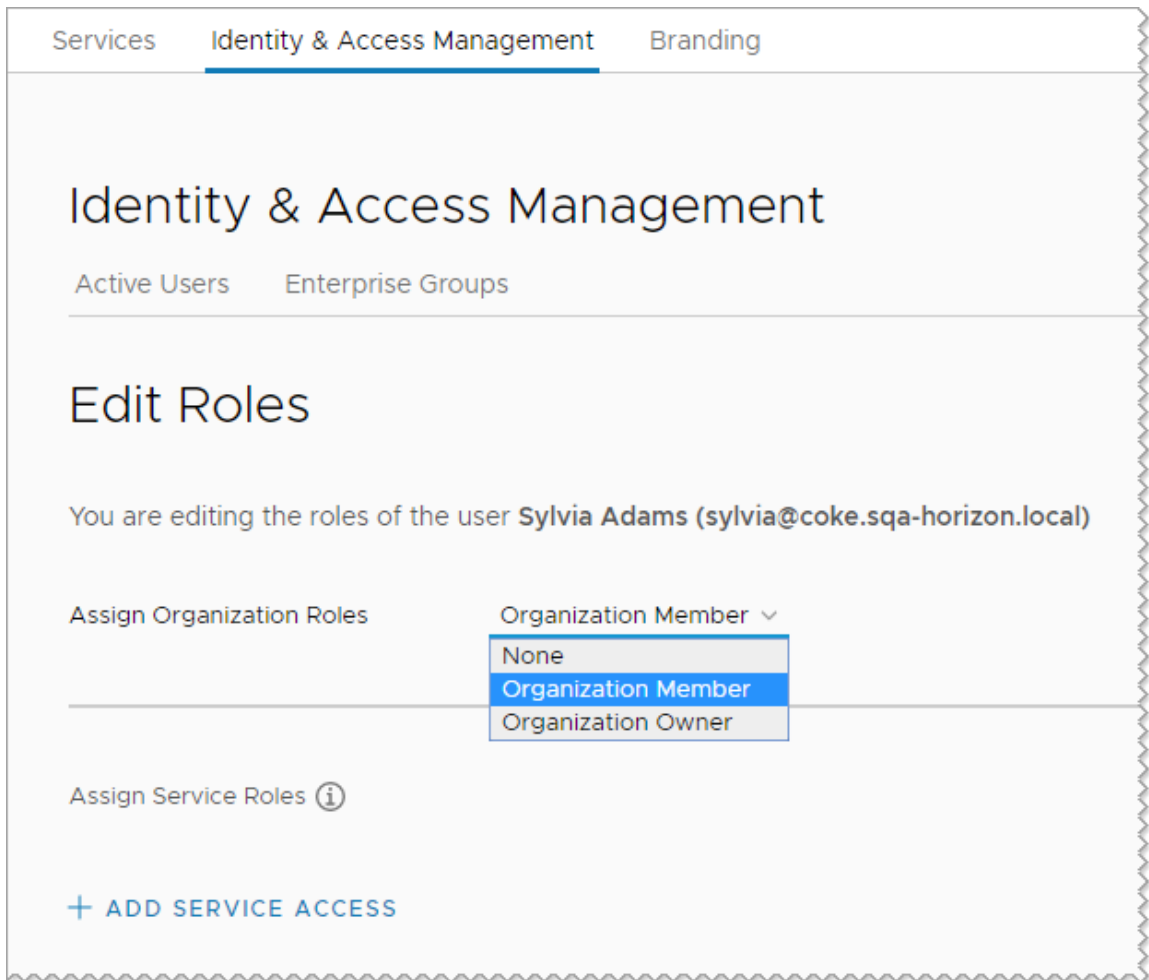 Services Identity & Access Management Branding
Identity & Access Management
Active Users Enterprise Groups
Edit Roles
You are editing the roles of the user Sylvia Adams (sylvia@coke.sqa-horizon.local)
Assign Organization Roles Organization Member
None
Organization Member
Organization Owner
Assign Service Roles
+ ADD SERVICE ACCESS